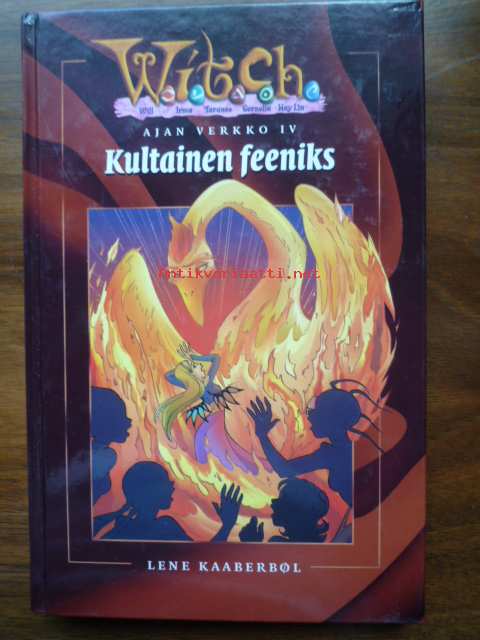 W.i.t.c.h.
Will Irma Taranee Cornelia Hay Lin
AJAN VERKKO IV
Kultainen feeniks
Antikvariaatti.net
LENE KAABERBØL